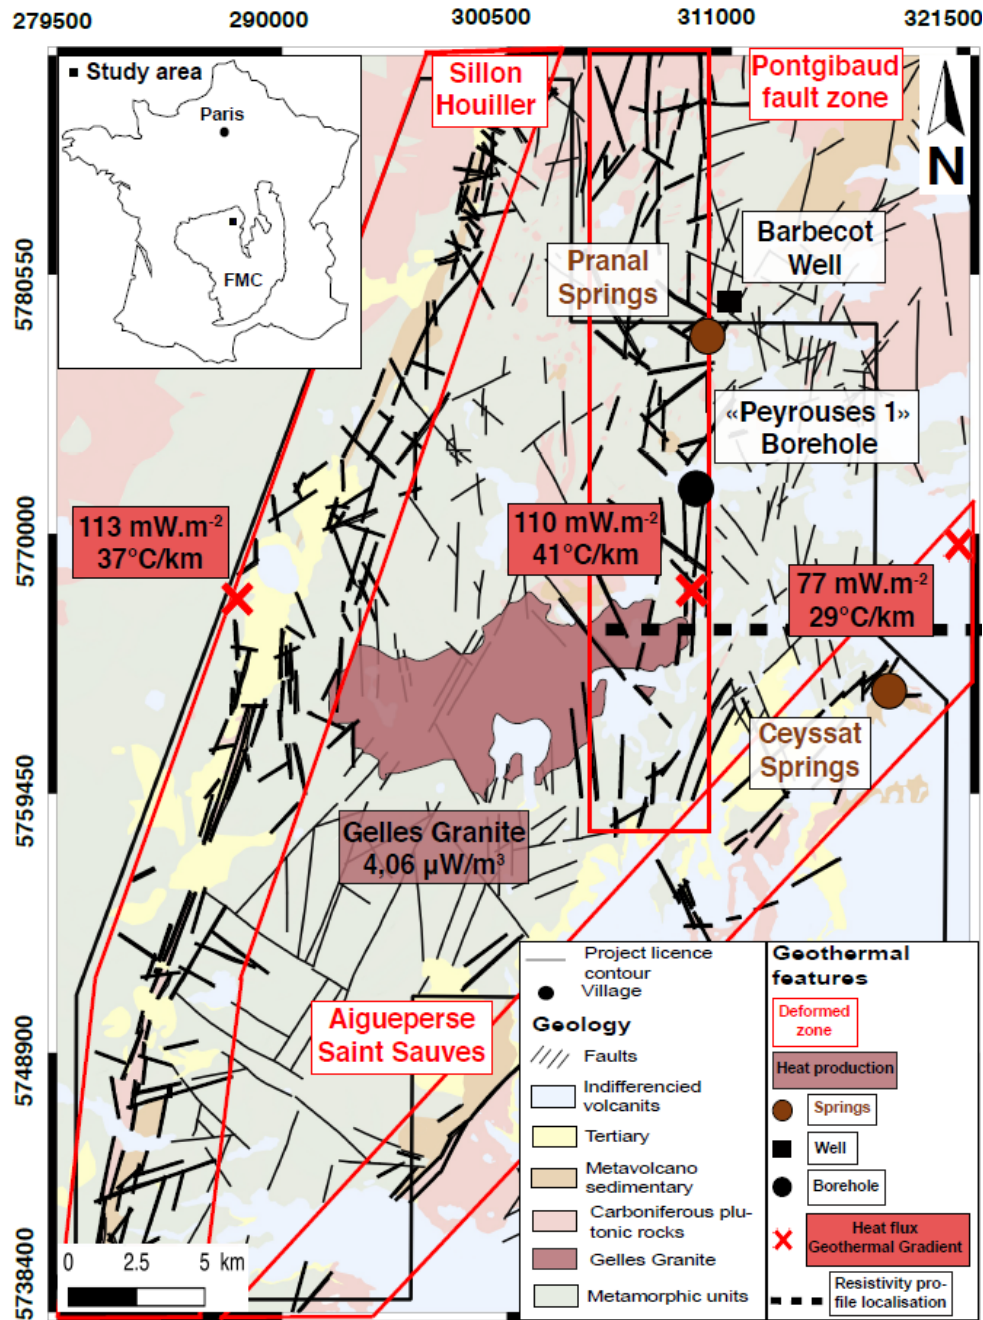 279500 290000 300500 311000 321500
Study area
Paris
FMC
Sillon
Houiller
Pontgibaud
fault zone
N
Barbecot
Well
Pranal
Springs
5780550
«Peyrouses 1»
Borehole
113 mW.m-2
37°C/km
110 mW.m-2
41°C/km
77 mW.m-2
29°C/km
5770000
Ceyssat
Springs
5759450
Gelles Granite
4,06 µW/m3
Aigueperse
Saint Sauves
5748900
5738400
0 2.5 5 km
Project licence
contour
Village
Geology
Faults
Indifferencied
volcanits
Tertiary
Metavolcano
sedimentary
Carboniferous plu-
tonic rocks
Gelles Granite
Metamorphic units
Geothermal
features
Deformed
zone
Heat production
Springs
Well
Borehole
Heat flux
Geothermal Gradient
Resistivity pro-
file localisation